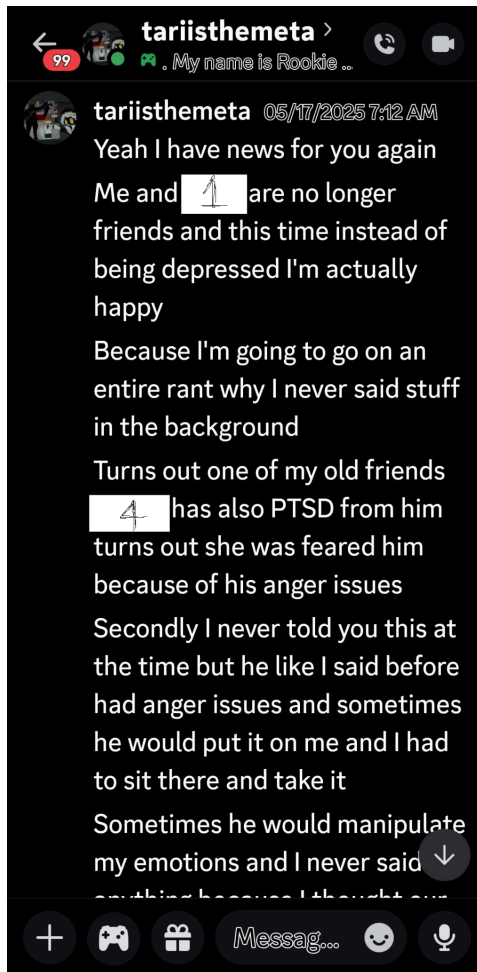 tariisthemeta >
99
🎮 . My name is Rookie ..
tariisthemeta 05/17/2025 7:12 AM
Yeah I have news for you again
Me and 1 are no longer
friends and this time instead of
being depressed I'm actually
happy
Because I'm going to go on an
entire rant why I never said stuff
in the background
Turns out one of my old friends
4 has also PTSD from him
turns out she was feared him
because of his anger issues
Secondly I never told you this at
the time but he like I said before
had anger issues and sometimes
he would put it on me and I had
to sit there and take it
Sometimes he would manipulate
my emotions and I never said
anything because I thought our
Messag...